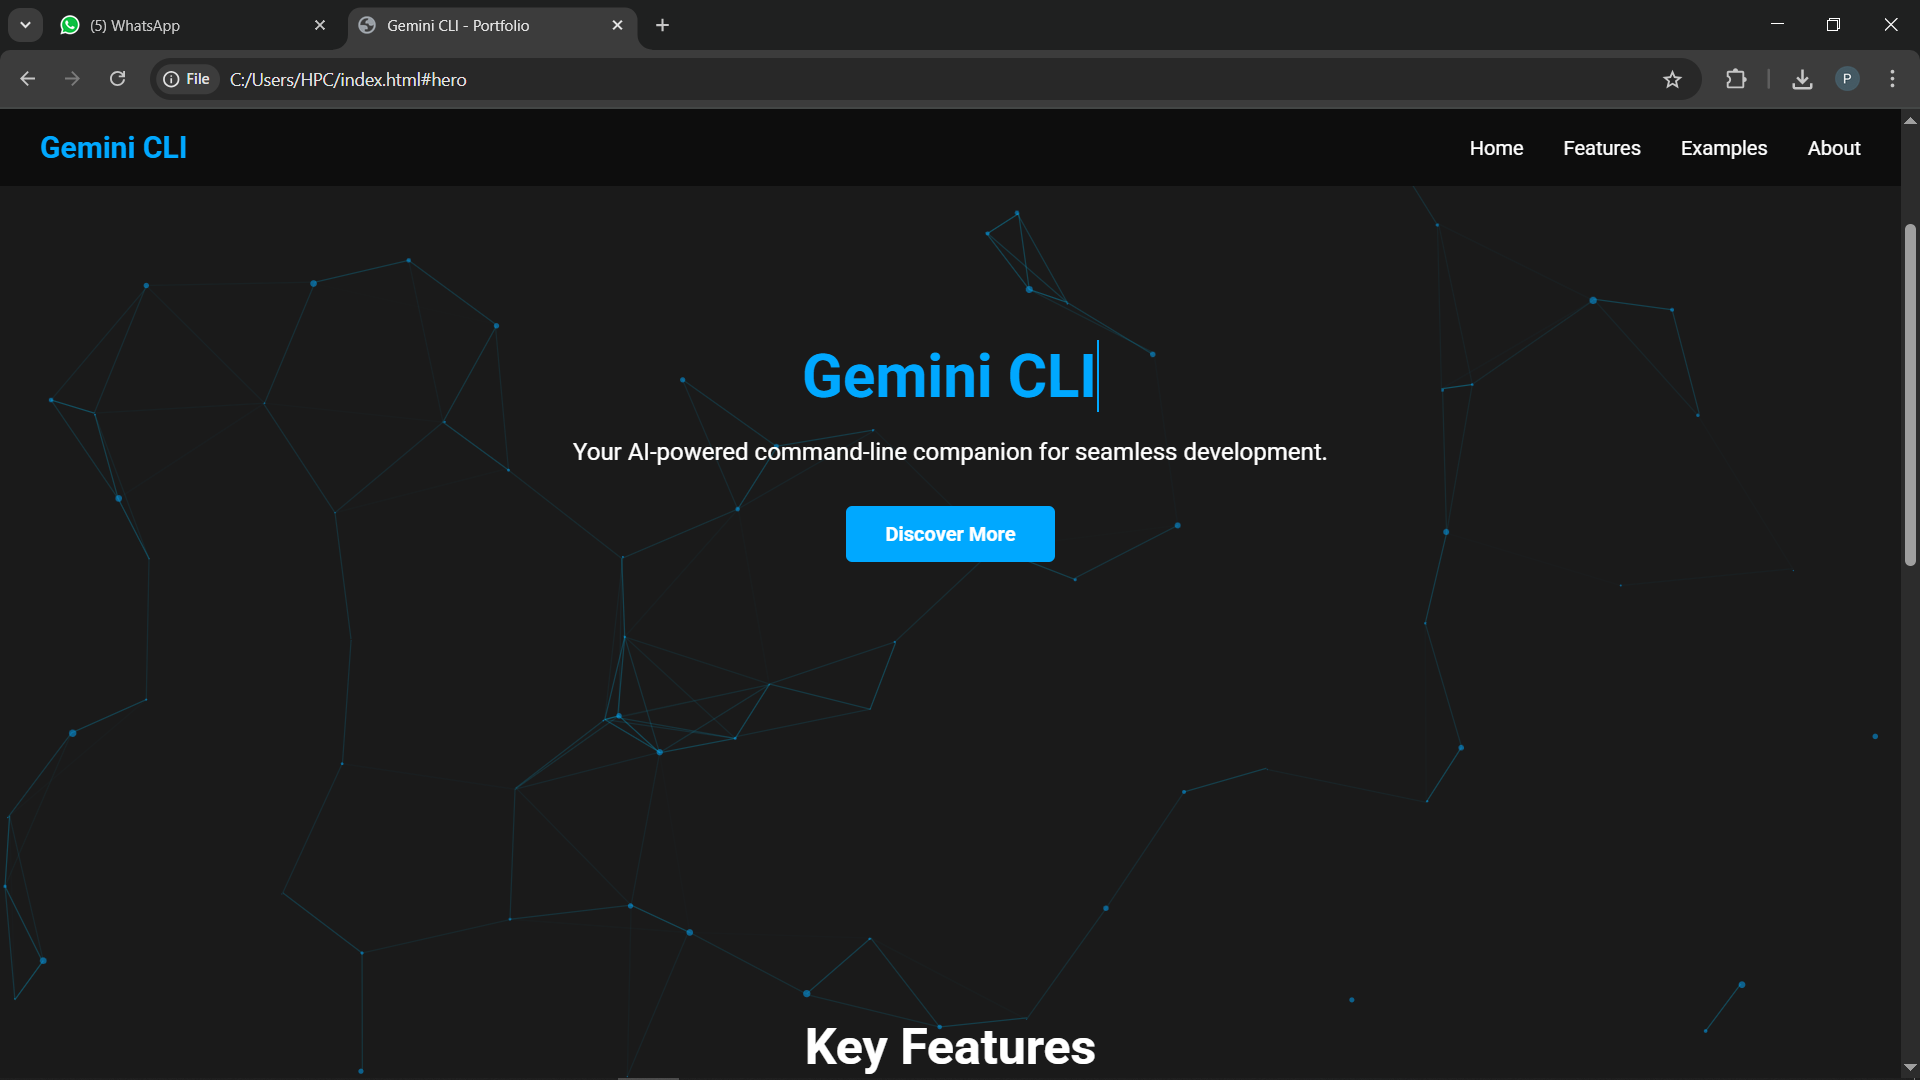 (5) WhatsApp
Gemini CLI - Portfolio
File
C:/Users/HPC/index.html#hero
P
Gemini CLI
Home
Features
Examples
About
Gemini CLI
Your AI-powered command-line companion for seamless development.
Discover More
Key Features